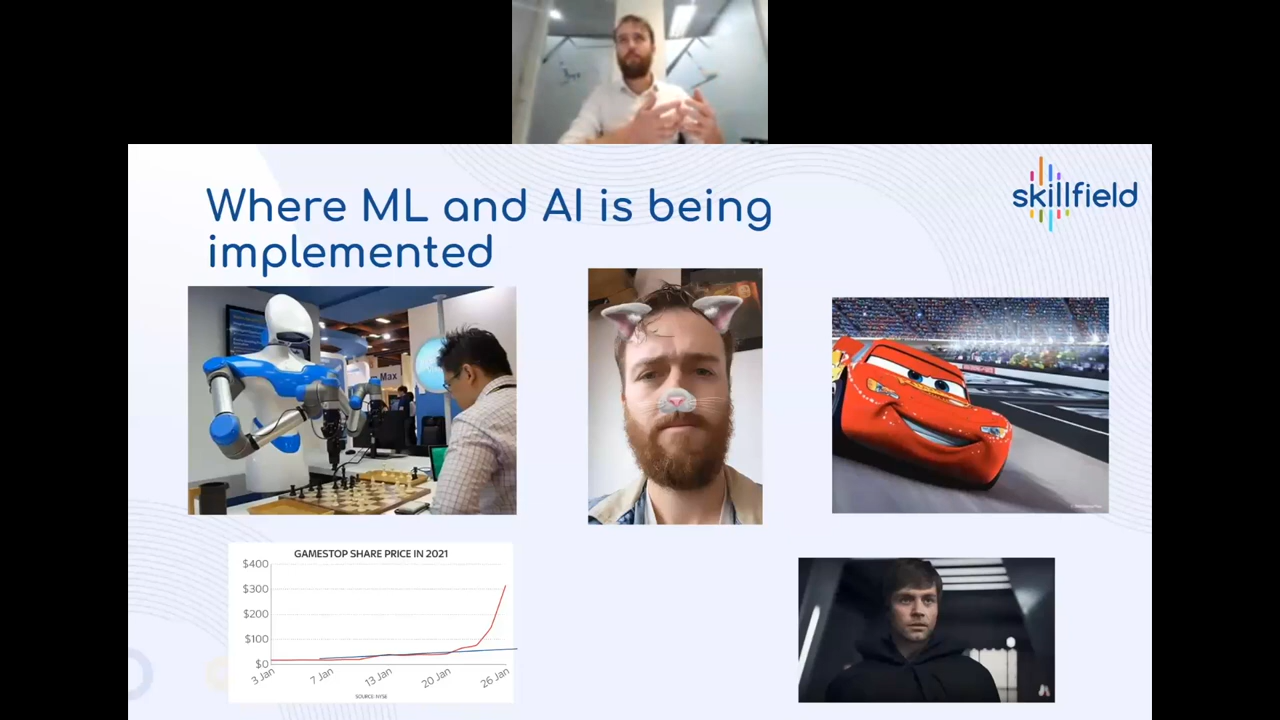 Where ML and AI is being
implemented
skillfield
Max
GAMESTOP SHARE PRICE IN 2021
$400
$300
$200
$100
$0
3 Jan
7 Jan
13 Jan
20 Jan
26 Jan
SOURCE: NYSE